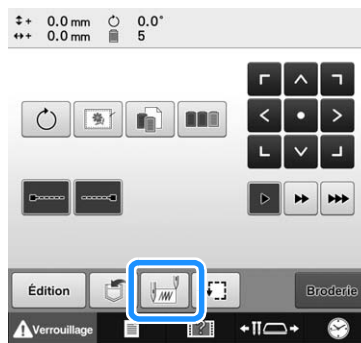 0.0 mm 0.0°
0.0 mm 5
Édition Broderie
Verrouillage